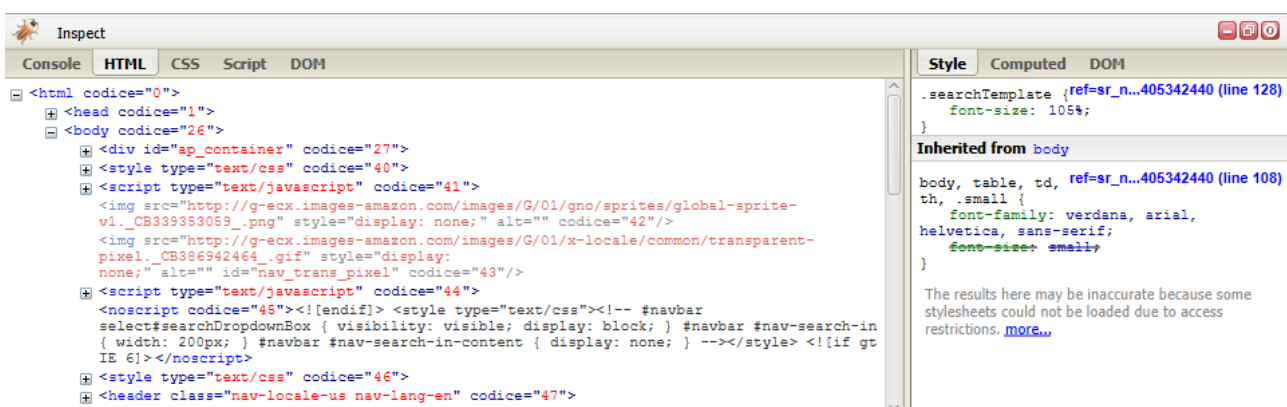 Inspect
Console HTML CSS Script DOM
<html codice="0">
<head codice="1">
<body codice="26">
<div id="ap_container" codice="27">
<style type="text/css" codice="40">
<script type="text/javascript" codice="41">
<img src="http://g-ecx.images-amazon.com/images/G/01/gno/sprites/global-sprite-
v1._CB339353059_.png" style="display: none;" alt="" codice="42"/>
<img src="http://g-ecx.images-amazon.com/images/G/01/x-locale/common/transparent-
pixel._CB386942464_.gif" style="display:
none;" alt="" id="nav_trans_pixel" codice="43"/>
<script type="text/javascript" codice="44">
<noscript codice="45"><![endif]> <style type="text/css"><!-- #navbar
select#searchDropdownBox { visibility: visible; display: block; } #navbar #nav-search-in
{ width: 200px; } #navbar #nav-search-in-content { display: none; } --></style> <![if gt
IE 6]></noscript>
<style type="text/css" codice="46">
<header class="nav-locale-us nav-lang-en" codice="47">
Style Computed DOM
.searchTemplate { ref=sr_n...405342440 (line 128)
font-size: 105%;
}
Inherited from body
body, table, td, ref=sr_n...405342440 (line 108)
th, .small {
font-family: verdana, arial,
helvetica, sans-serif;
font-size: small;
}
The results here may be inaccurate because some
stylesheets could not be loaded due to access
restrictions. more...